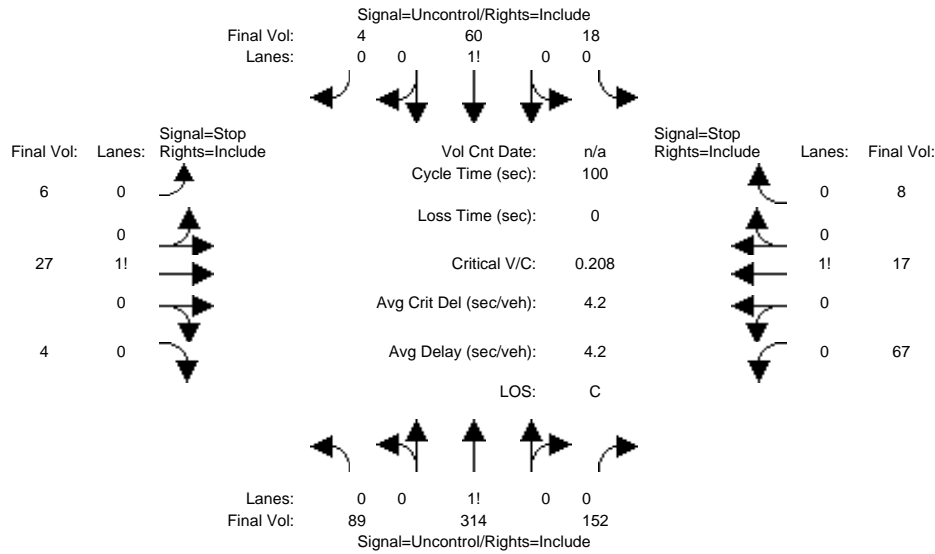 Signal=Uncontrol/Rights=Include
Final Vol: 4 60 18
Lanes: 0 0 1! 0 0
Signal=Stop Signal=Stop
Final Vol: Lanes: Rights=Include Vol Cnt Date: n/a Rights=Include Lanes: Final Vol:
Cycle Time (sec): 100
6 0 0 8
Loss Time (sec): 0
0 0
27 1! Critical V/C: 0.208 1! 17
0 Avg Crit Del (sec/veh): 4.2 0
4 0 Avg Delay (sec/veh): 4.2 0 67
LOS: C
Lanes: 0 0 1! 0 0
Final Vol: 89 314 152
Signal=Uncontrol/Rights=Include